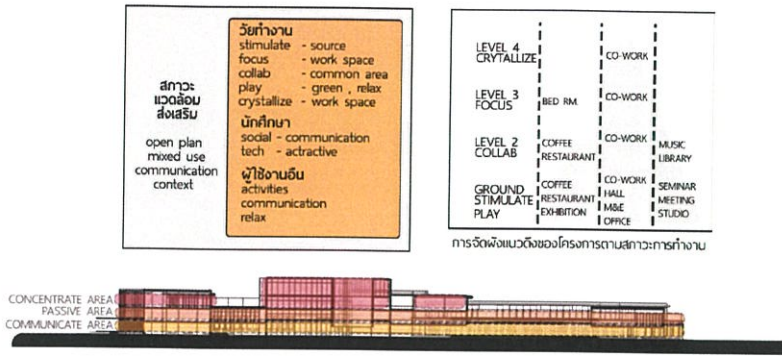 สภาวะ
แวดล้อม
ส่งเสริม
open plan
mixed use
communication
context
วัยทำงาน
stimulate - source
focus - work space
collab - common area
play - green , relax
crystallize - work space
นักศึกษา
social - communication
tech - actractive
ผู้ใช้งานอื่น
activities
communication
relax
LEVEL 4
CRYTALLIZE
CO-WORK
LEVEL 3
FOCUS
BED RM.
CO-WORK
LEVEL 2
COLLAB
COFFEE
RESTAURANT
CO-WORK
MUSIC
LIBRARY
GROUND
STIMULATE
PLAY
COFFEE
RESTAURANT
EXHIBITION
CO-WORK
HALL
M&E
OFFICE
SEMINAR
MEETING
STUDIO
การจัดผังแนวดิ่งของโครงการตามสภาวะการทำงาน
CONCENTRATE AREA
PASSIVE AREA
COMMUNICATE AREA